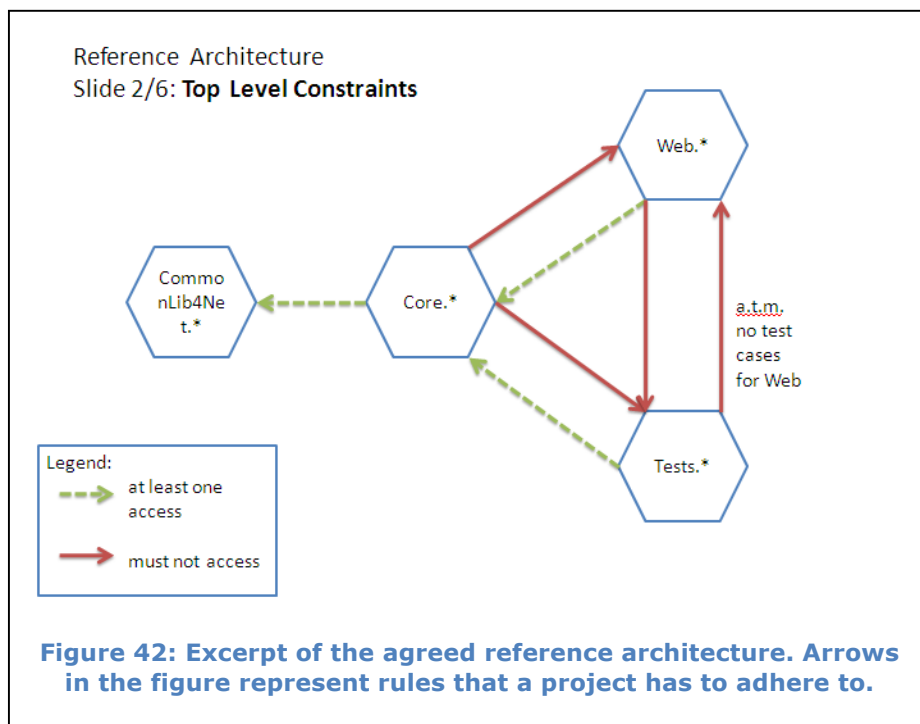 Reference Architecture
Slide 2/6: Top Level Constraints
Web.*
Commo
nLib4Ne
t.*
Core.*
a.t.m.
no test
cases
for Web
Tests.*
Legend:
at least one
access
must not access
Figure 42: Excerpt of the agreed reference architecture. Arrows
in the figure represent rules that a project has to adhere to.